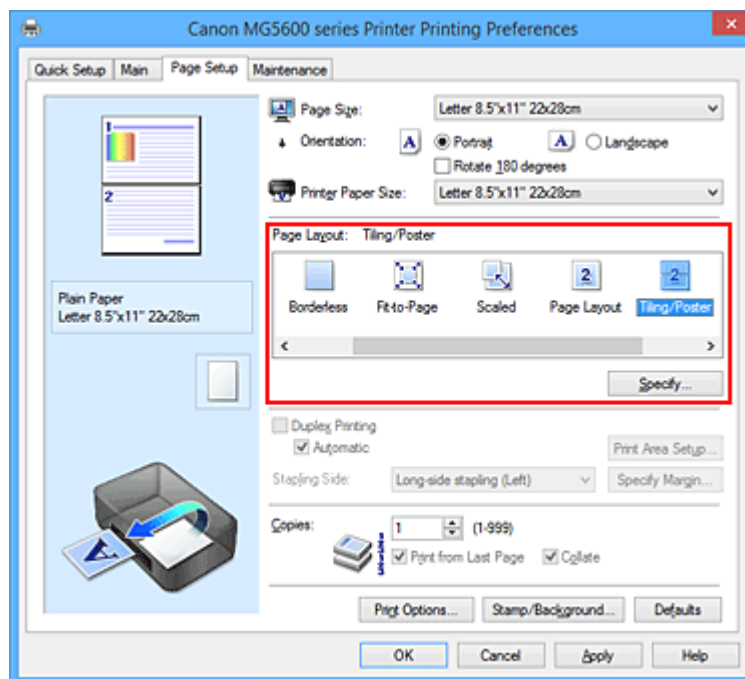 Canon MG5600 series Printer Printing Preferences
Quick Setup Main Page Setup Maintenance
1
2
Plain Paper
Letter 8.5"x11" 22x28cm
Page Size: Letter 8.5"x11" 22x28cm
Orientation: A Portrait A Landscape
Rotate 180 degrees
Printer Paper Size: Letter 8.5"x11" 22x28cm
Page Layout: Tiling/Poster
2 2
Borderless Fit-to-Page Scaled Page Layout Tiling/Poster
Specify...
Duplex Printing
Automatic Print Area Setup...
Stapling Side: Long-side stapling (Left) Specify Margin...
Copies: 1 (1-999)
Print from Last Page Collate
A
Print Options... Stamp/Background... Defaults
OK Cancel Apply Help